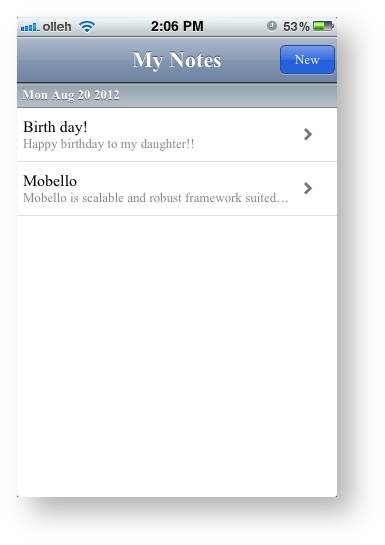 olleh 2:06 PM 53%
My Notes New
Mon Aug 20 2012
Birth day!
Happy birthday to my daughter!!
Mobello
Mobello is scalable and robust framework suited...